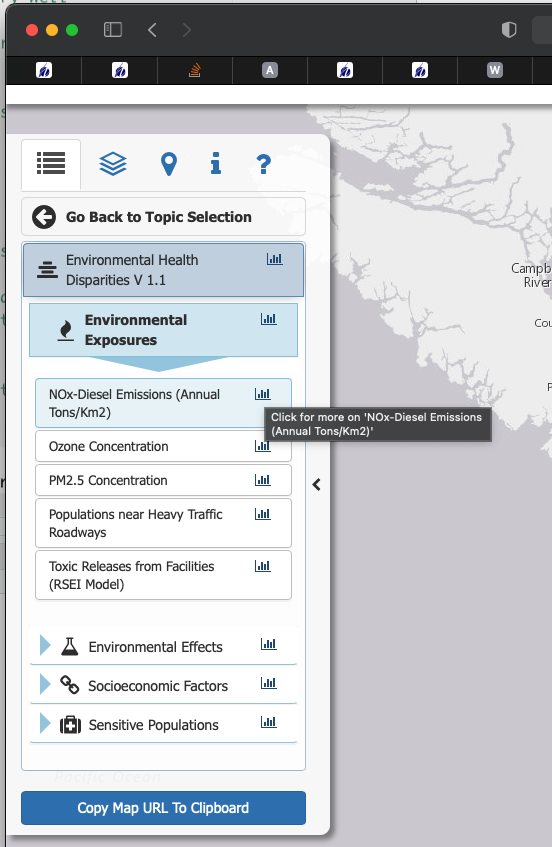 A
W
i
?
Go Back to Topic Selection
Environmental Health
Disparities V 1.1
Environmental
Exposures
NOx-Diesel Emissions (Annual
Tons/Km2)
Click for more on 'NOx-Diesel Emissions
(Annual Tons/Km2)'
Ozone Concentration
PM2.5 Concentration
Populations near Heavy Traffic
Roadways
Toxic Releases from Facilities
(RSEI Model)
Environmental Effects
Socioeconomic Factors
Sensitive Populations
Pacific Ocean
Copy Map URL To Clipboard
Campb
River
Cou